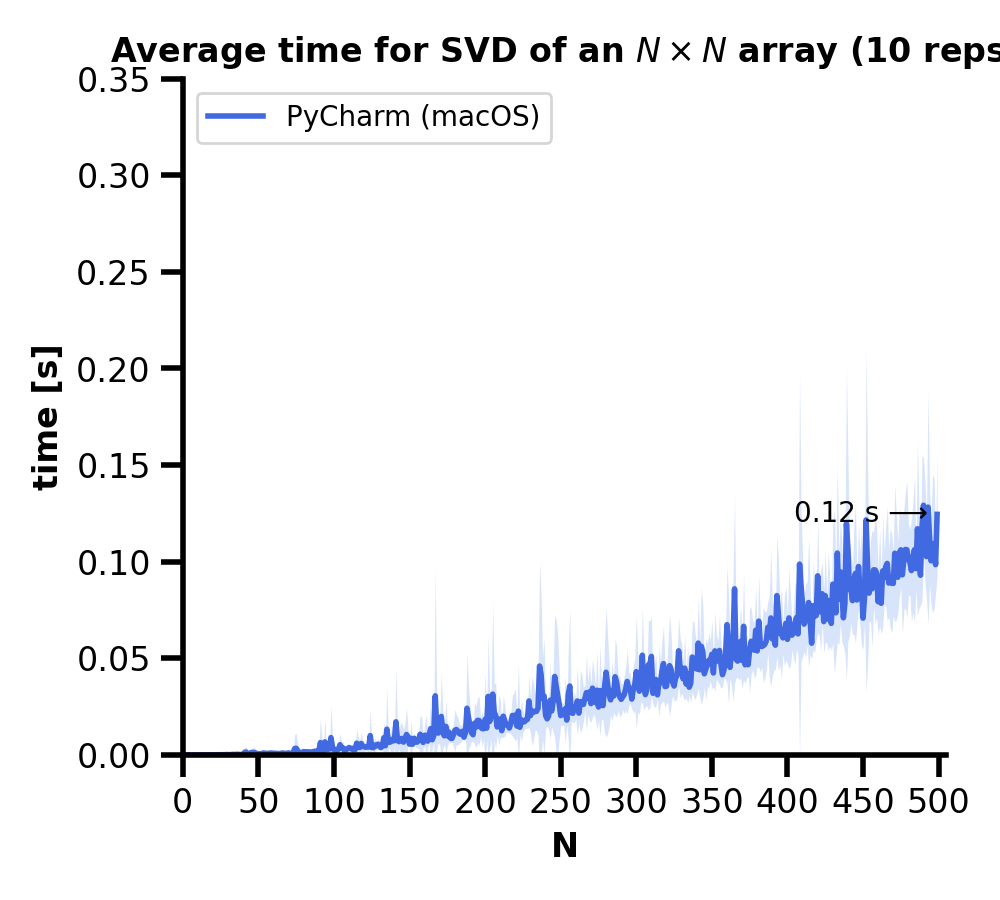 Average time for SVD of an N × N array (10 reps
0.35
PyCharm (macOS)
0.30
0.25
0.20
0.15
0.10
0.05
0.00
time [s]
0.12 s ⟶
0 50 100 150 200 250 300 350 400 450 500
N